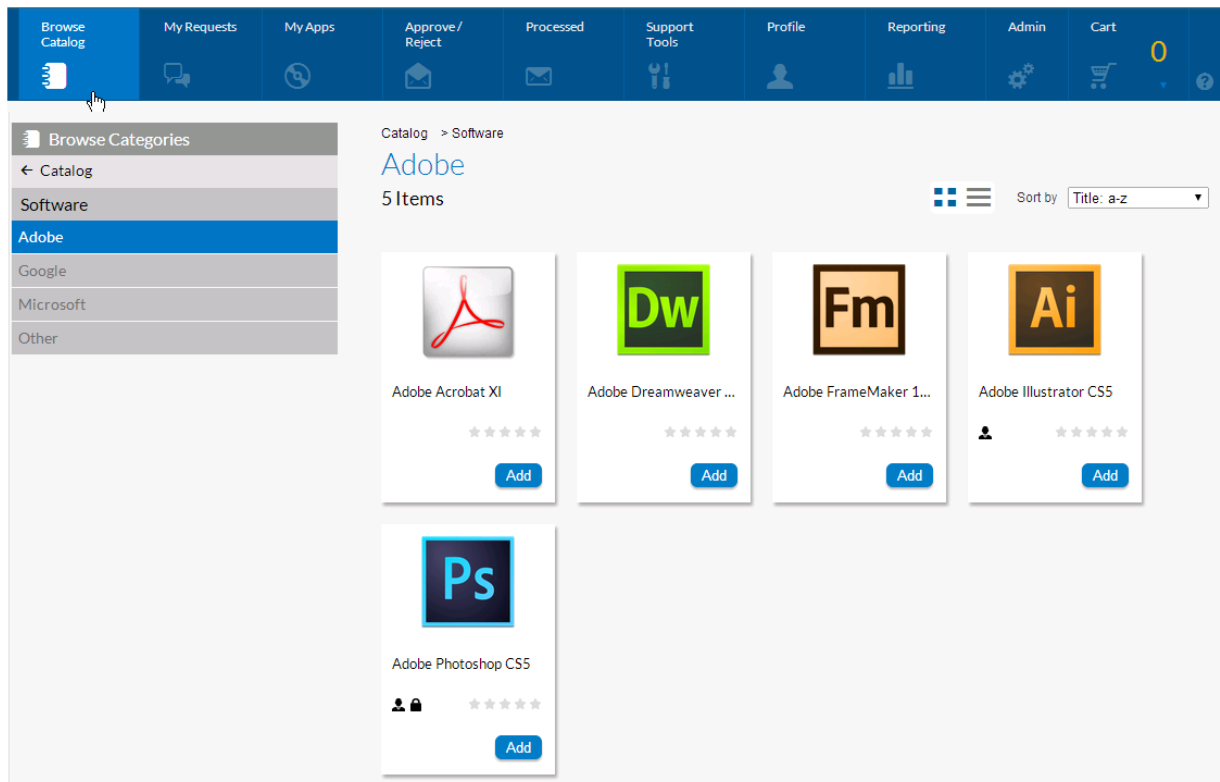 Browse
Catalog
My Requests
My Apps
Approve /
Reject
Processed
Support
Tools
Profile
Reporting
Admin
Cart
0
?
Browse Categories
← Catalog
Software
Adobe
Google
Microsoft
Other
Catalog > Software
Adobe
5 Items
Sort by
Title: a-z
Dw
Fm
Ai
Adobe Acrobat XI
Adobe Dreamweaver ...
Adobe FrameMaker 1...
Adobe Illustrator CS5
Add
Add
Add
Add
Ps
Adobe Photoshop CS5
Add